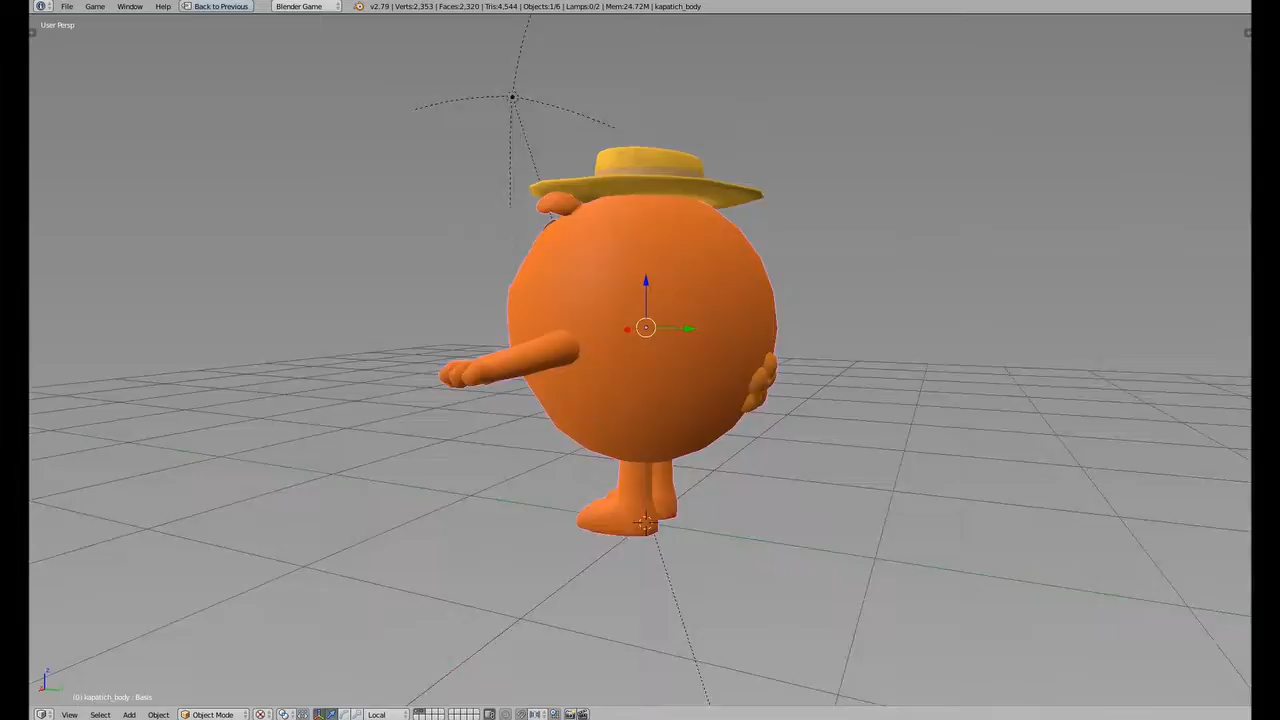 File Game Window Help Back to Previous Blender Game v2.79 | Verts:2,353 | Faces:2,320 | Tris:4,544 | Objects:1/6 | Lamps:0/2 | Mem:24.72M | kapatich_body
User Persp
z
(0) kapatich_body : Basis
View Select Add Object Object Mode Local